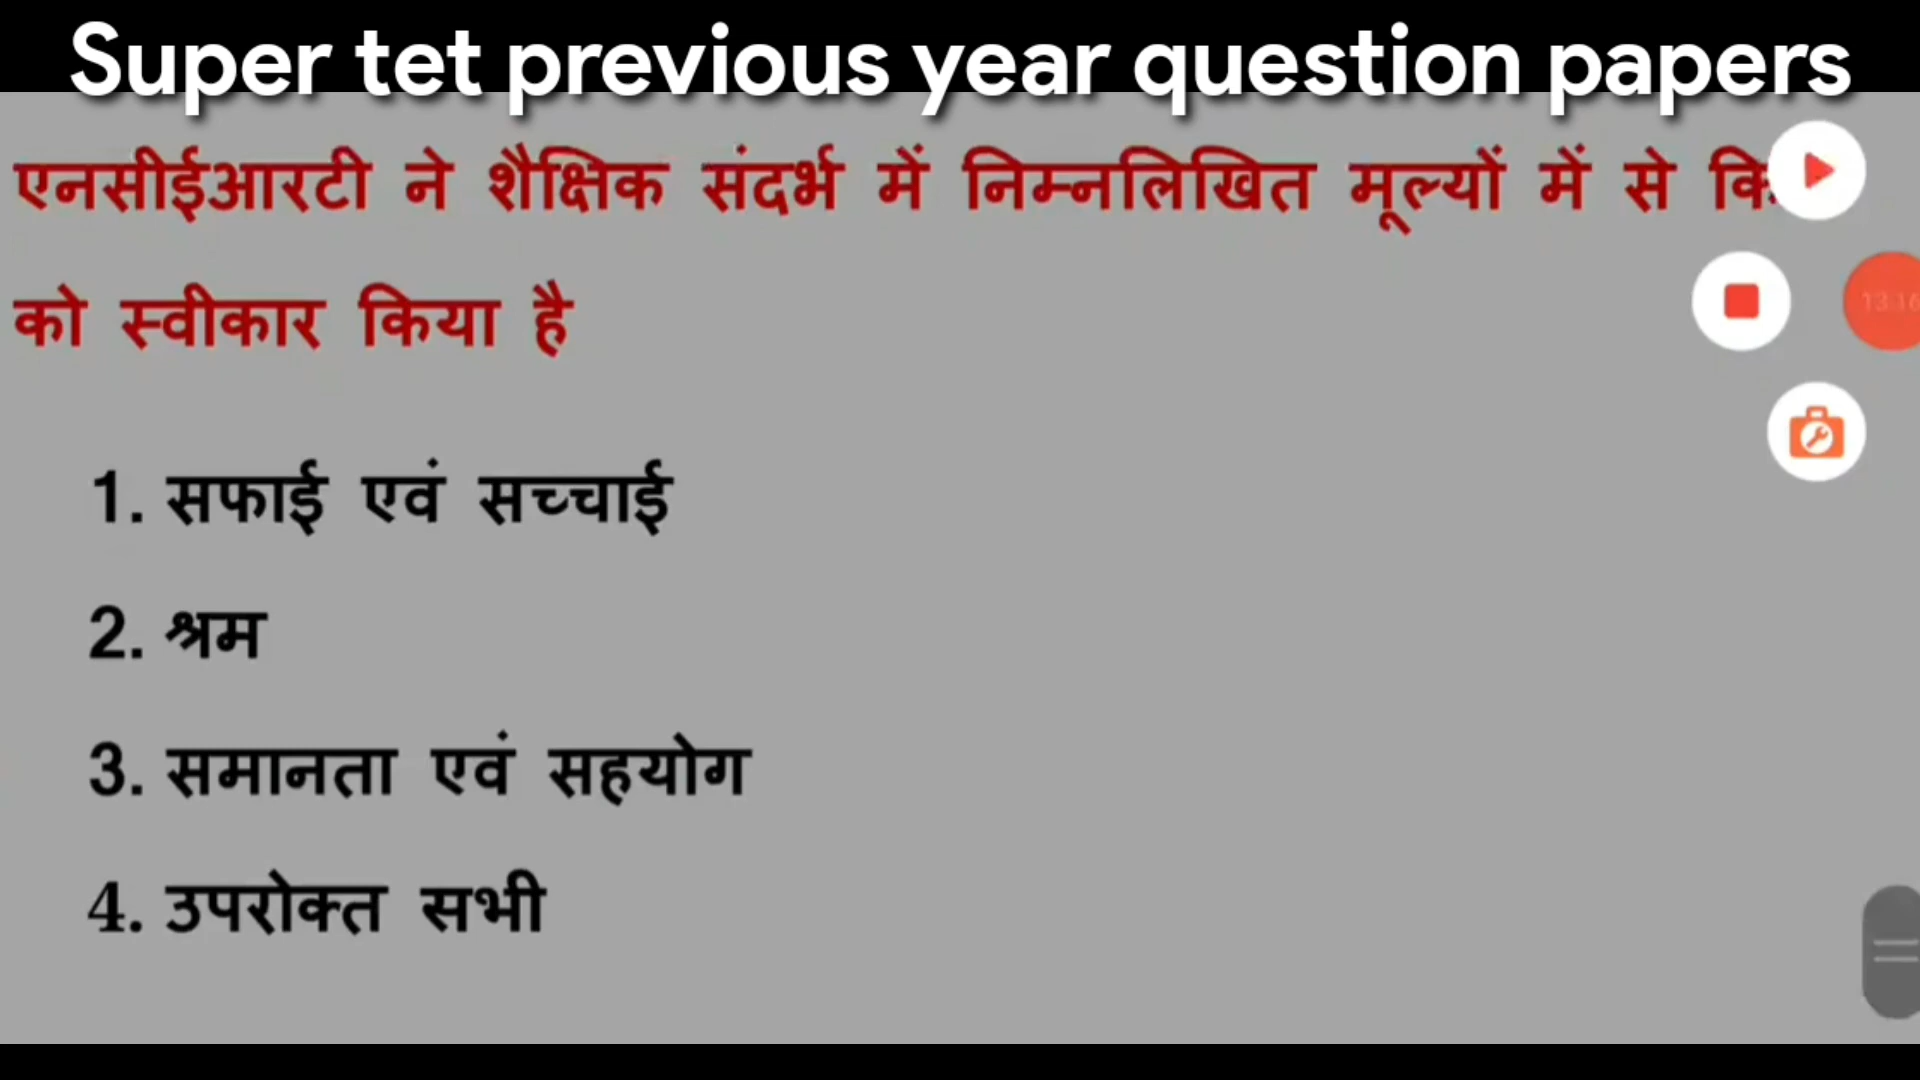 Super tet previous year question papers
एनसीईआरटी ने शैक्षिक संदर्भ में निम्नलिखित मूल्यों में से
को स्वीकार किया है
1. सफाई एवं सच्चाई
2. श्रम
3. समानता एवं सहयोग
4. उपरोक्त सभी